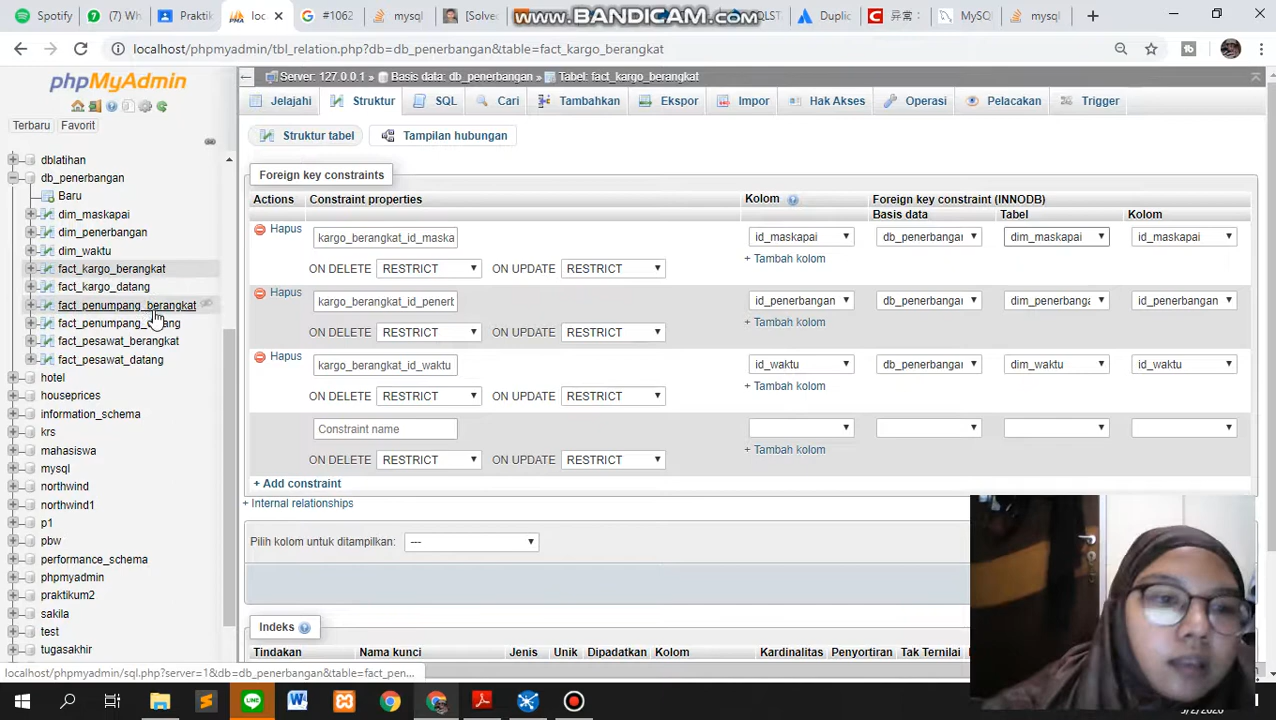 Spotify
(7) Wh
Praktik
loc
#1062
mysql
[Solve
www.BANDICAM.com
LST
Duplic
异常:
MySQ
mysql
localhost/phpmyadmin/tbl_relation.php?db=db_penerbangan&table=fact_kargo_berangkat
phpMyAdmin
Terbaru
Favorit
dblatihan
db_penerbangan
Baru
dim_maskapai
dim_penerbangan
dim_waktu
fact_kargo_berangkat
fact_kargo_datang
fact_penumpang_berangkat
fact_pesawat_berangkat
fact_pesawat_datang
hotel
houseprices
information_schema
krs
mahasiswa
mysql
northwind
northwind1
p1
pbw
performance_schema
phpmyadmin
praktikum2
sakila
test
tugasakhir
Server: 127.0.0.1 » Basis data: db_penerbangan » Tabel: fact_kargo_berangkat
Jelajahi
Struktur
SQL
Cari
Tambahkan
Ekspor
Impor
Hak Akses
Operasi
Pelacakan
Trigger
Struktur tabel
Tampilan hubungan
Foreign key constraints
Actions Constraint properties Kolom Foreign key constraint (INNODB)
Basis data Tabel Kolom
Hapus kargo_berangkat_id_maska id_maskapai db_penerbangan dim_maskapai id_maskapai
+ Tambah kolom
ON DELETE RESTRICT ON UPDATE RESTRICT
Hapus kargo_berangkat_id_penerb id_penerbangan db_penerbangan dim_penerbanga id_penerbangan
+ Tambah kolom
ON DELETE RESTRICT ON UPDATE RESTRICT
Hapus kargo_berangkat_id_waktu id_waktu db_penerbangan dim_waktu id_waktu
+ Tambah kolom
ON DELETE RESTRICT ON UPDATE RESTRICT
Constraint name
+ Tambah kolom
ON DELETE RESTRICT ON UPDATE RESTRICT
+ Add constraint
+ Internal relationships
Pilih kolom untuk ditampilkan: ---
Indeks
Tindakan Nama kunci Jenis Unik Dipadatkan Kolom Kardinalitas Penyortiran Tak Ternilai
localhost/phpmyadmin/sql.php?server=1&db=db_penerbangan&table=fact_pen...
LINE
5/2/2020